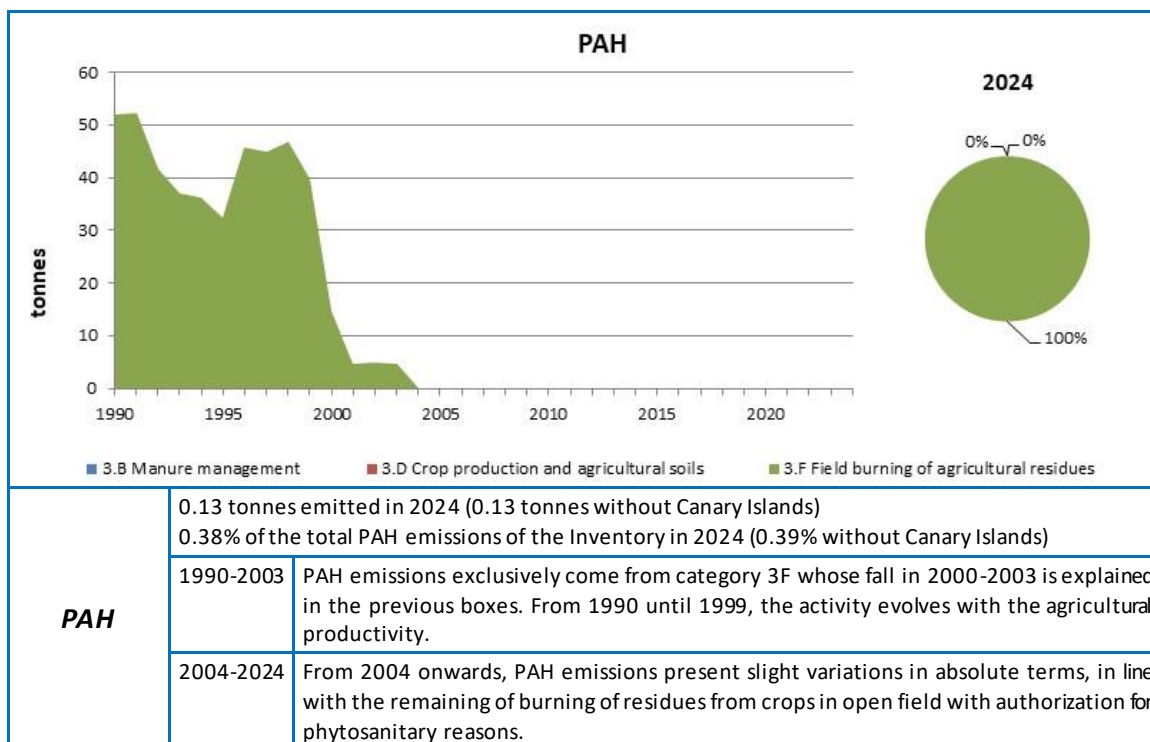 PAH
60
50
40
30
20
10
0
tonnes
1990
1995
2000
2005
2010
2015
2020
2024
0%
0%
100%
3.B Manure management
3.D Crop production and agricultural soils
3.F Field burning of agricultural residues
PAH
0.13 tonnes emitted in 2024 (0.13 tonnes without Canary Islands)
0.38% of the total PAH emissions of the Inventory in 2024 (0.39% without Canary Islands)
1990-2003
PAH emissions exclusively come from category 3F whose fall in 2000-2003 is explained
in the previous boxes. From 1990 until 1999, the activity evolves with the agricultural
productivity.
2004-2024
From 2004 onwards, PAH emissions present slight variations in absolute terms, in line
with the remaining of burning of residues from crops in open field with authorization for
phytosanitary reasons.